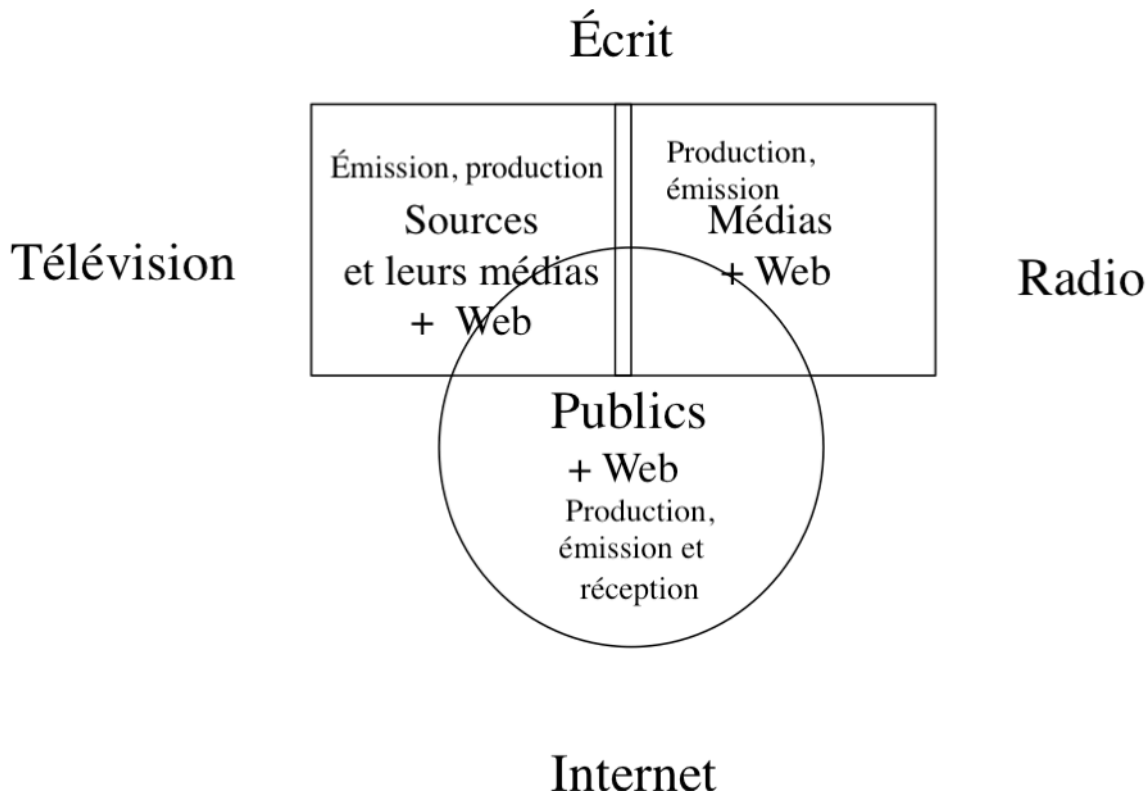 Écrit
Émission, production
Sources
et leurs médias
+ Web
Production,
émission
Médias
+ Web
Télévision
Radio
Publics
+ Web
Production,
émission et
réception
Internet